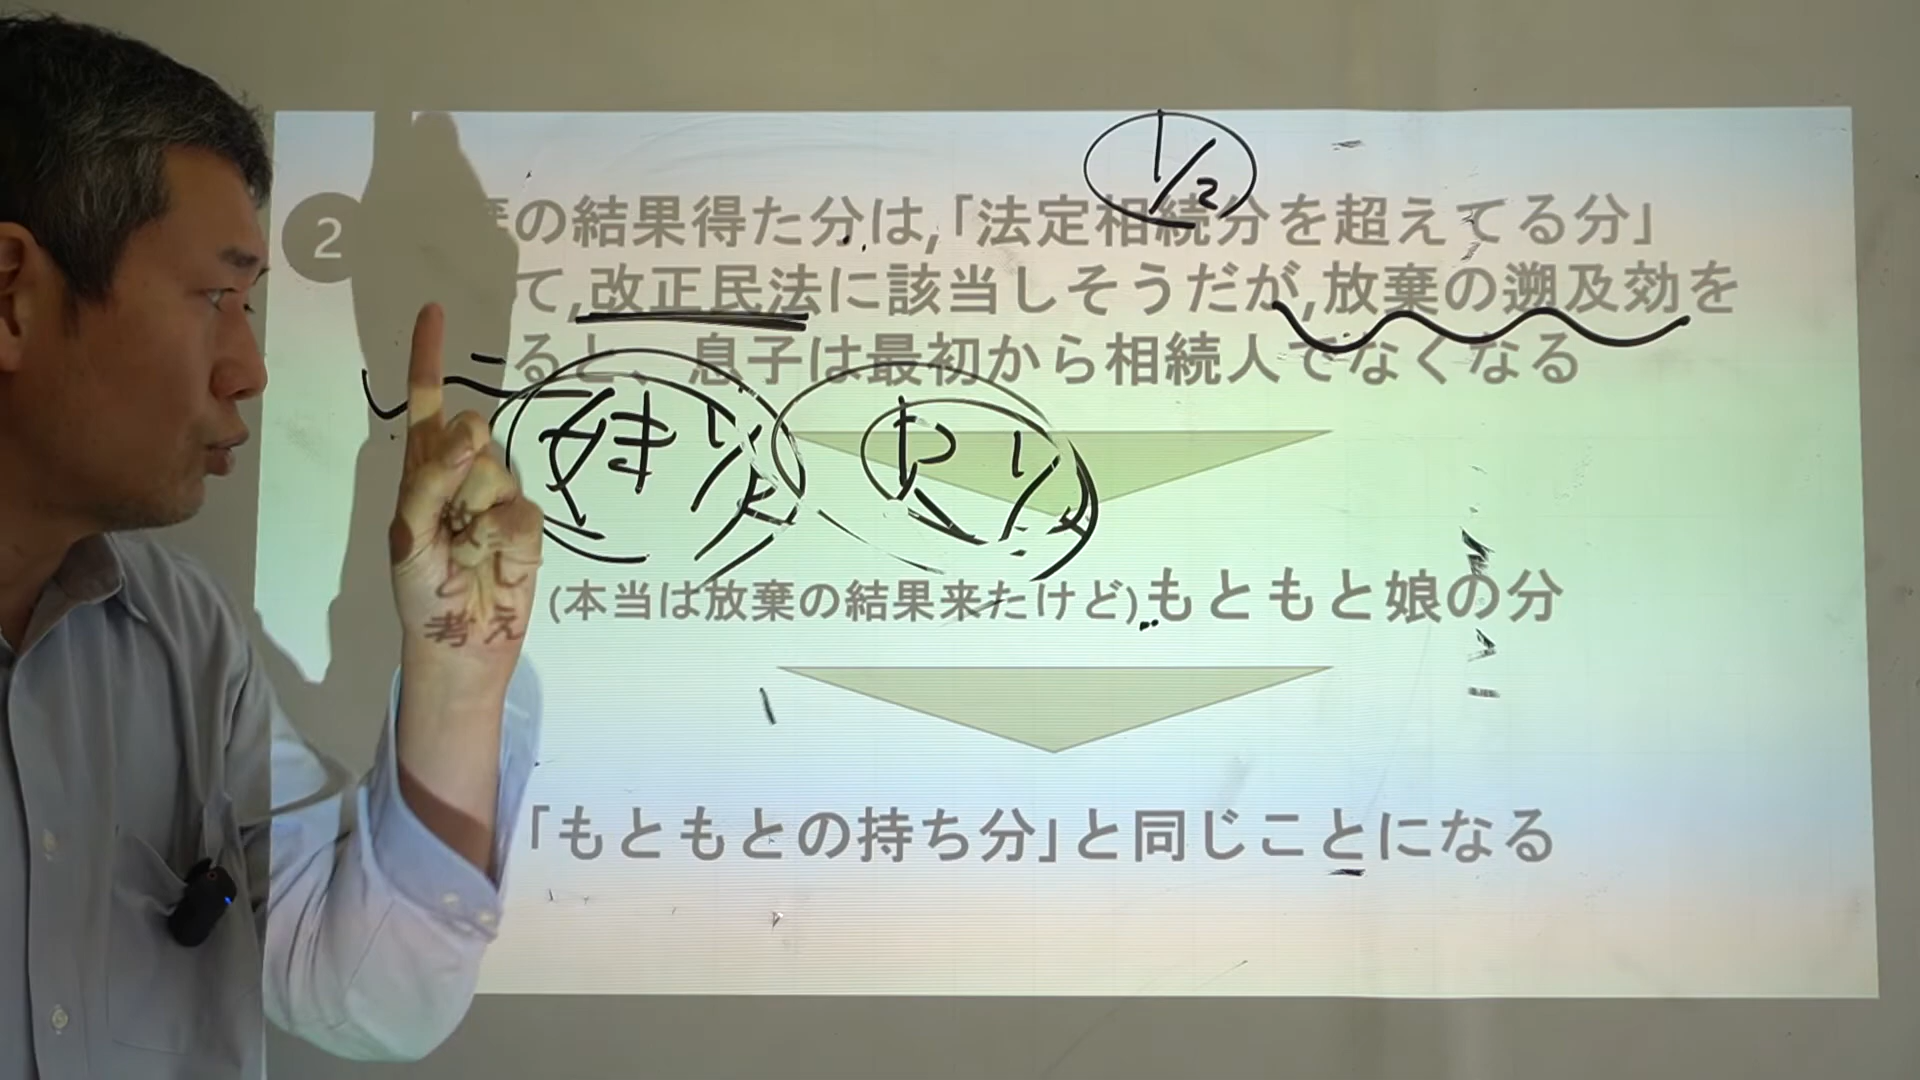 1/2
2
の結果得た分は,「法定相続分を超えてる分」
て,改正民法に該当しそうだが,放棄の遡及効を
ると、息子は最初から相続人でなくなる
(本当は放棄の結果来たけど)もともと娘の分
考え
「もともとの持ち分」と同じことになる